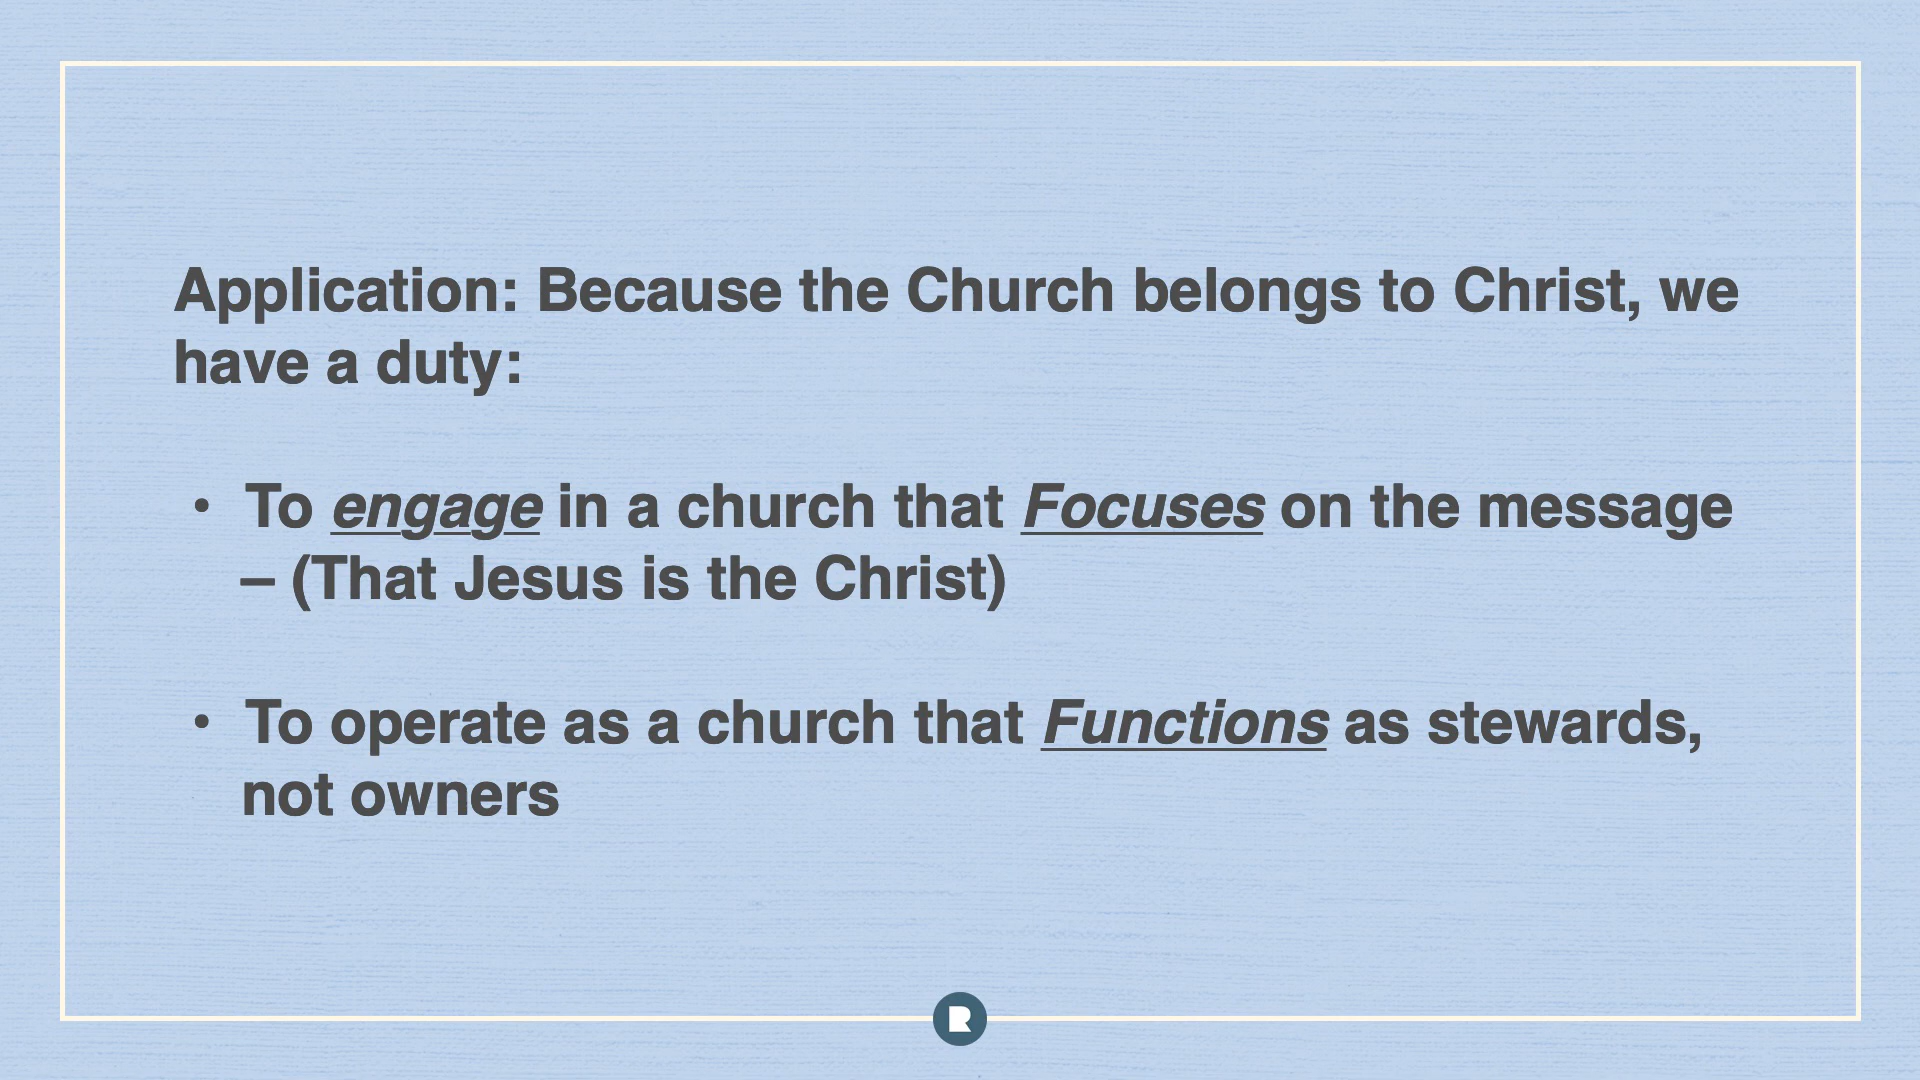 Application: Because the Church belongs to Christ, we
have a duty:
• To engage in a church that Focuses on the message
– (That Jesus is the Christ)
• To operate as a church that Functions as stewards,
not owners
R